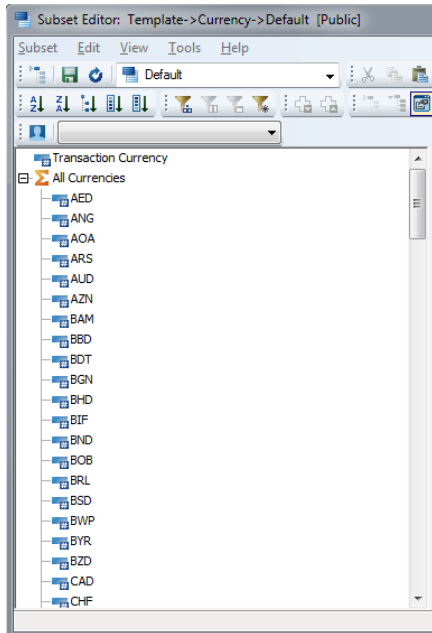 Subset Editor: Template->Currency->Default [Public]
Subset Edit View Tools Help
Default
Transaction Currency
All Currencies
AED
ANG
AOA
ARS
AUD
AZN
BAM
BBD
BDT
BGN
BHD
BIF
BND
BOB
BRL
BSD
BWP
BYR
BZD
CAD
CHF